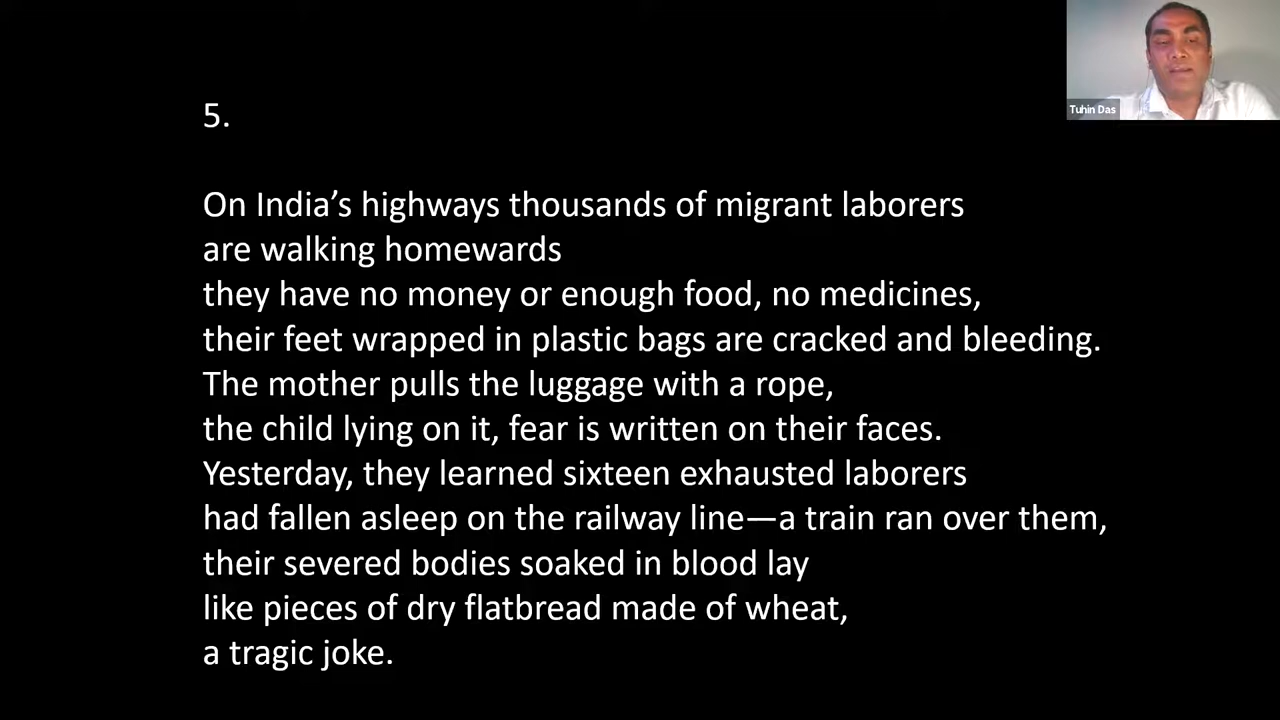 Tuhin Das
5.
On India’s highways thousands of migrant laborers
are walking homewards
they have no money or enough food, no medicines,
their feet wrapped in plastic bags are cracked and bleeding.
The mother pulls the luggage with a rope,
the child lying on it, fear is written on their faces.
Yesterday, they learned sixteen exhausted laborers
had fallen asleep on the railway line—a train ran over them,
their severed bodies soaked in blood lay
like pieces of dry flatbread made of wheat,
a tragic joke.